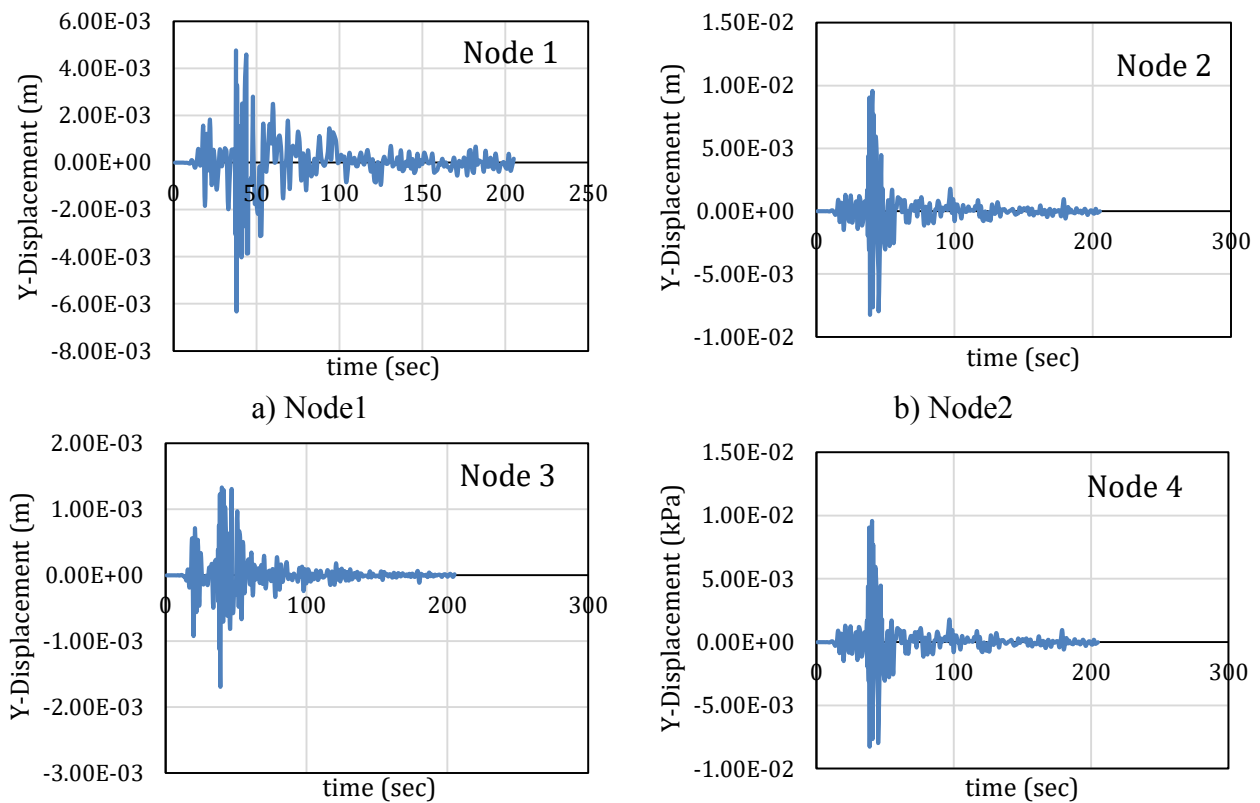 6.00E-03
4.00E-03
2.00E-03
0.00E+00
-2.00E-03
-4.00E-03
-6.00E-03
-8.00E-03
0 50 100 150 200 250
Y-Displacement (m)
time (sec)
Node 1
a) Node1
1.50E-02
1.00E-02
5.00E-03
0.00E+00
-5.00E-03
-1.00E-02
0 100 200 300
Y-Displacement (m)
time (sec)
Node 2
b) Node2
2.00E-03
1.00E-03
0.00E+00
-1.00E-03
-2.00E-03
-3.00E-03
0 100 200 300
Y-Displacement (m)
time (sec)
Node 3
1.50E-02
1.00E-02
5.00E-03
0.00E+00
-5.00E-03
-1.00E-02
0 100 200 300
Y-Displacement (kPa)
time (sec)
Node 4